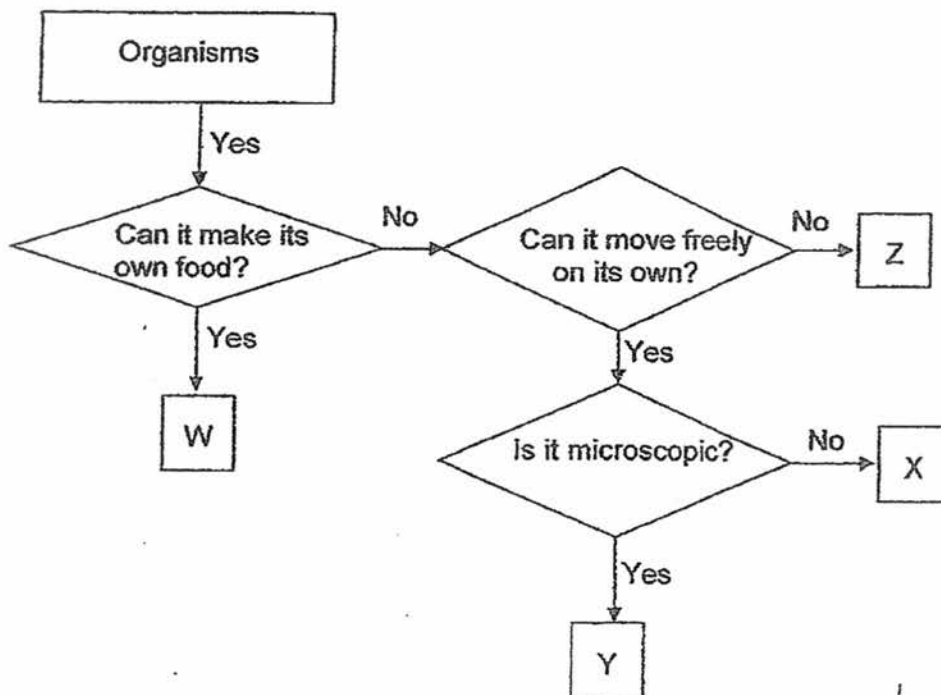 Organisms
Yes
Can it make its
own food?
No
Can it move freely
on its own?
No
Z
Yes
W
Yes
Is it microscopic?
No
X
Yes
Y